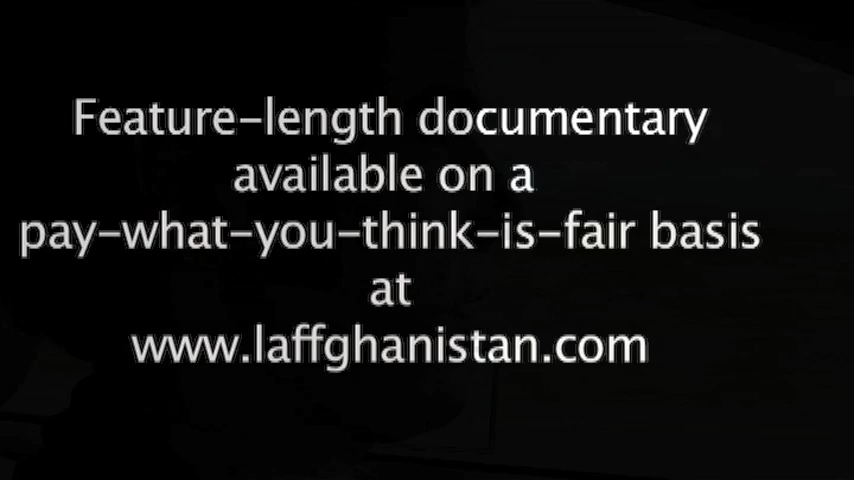 Feature-length documentary
available on a
pay-what-you-think-is-fair basis
at
www.laffghanistan.com